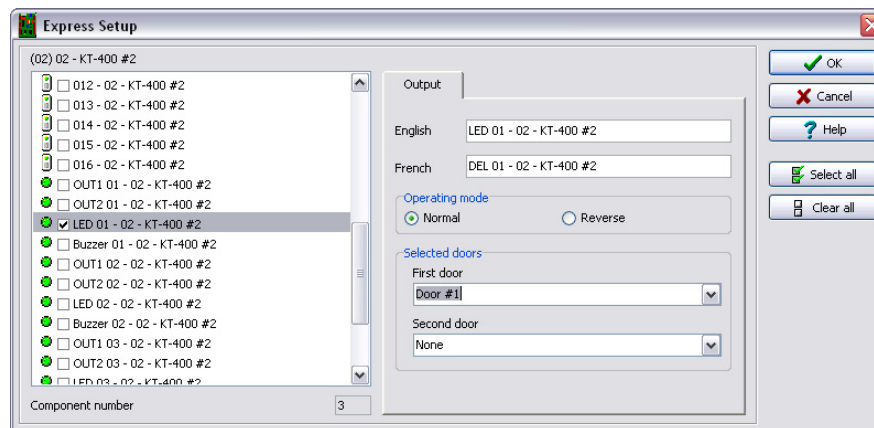 Express Setup
(02) 02 - KT-400 #2
012 - 02 - KT-400 #2
013 - 02 - KT-400 #2
014 - 02 - KT-400 #2
015 - 02 - KT-400 #2
016 - 02 - KT-400 #2
OUT1 01 - 02 - KT-400 #2
OUT2 01 - 02 - KT-400 #2
LED 01 - 02 - KT-400 #2
Buzzer 01 - 02 - KT-400 #2
OUT1 02 - 02 - KT-400 #2
OUT2 02 - 02 - KT-400 #2
LED 02 - 02 - KT-400 #2
Buzzer 02 - 02 - KT-400 #2
OUT1 03 - 02 - KT-400 #2
OUT2 03 - 02 - KT-400 #2
LED 03 - 02 - KT-400 #2
Component number 3
Output
English LED 01 - 02 - KT-400 #2
French DEL 01 - 02 - KT-400 #2
Operating mode
Normal Reverse
Selected doors
First door
Door #1
Second door
None
OK
Cancel
? Help
Select all
Clear all